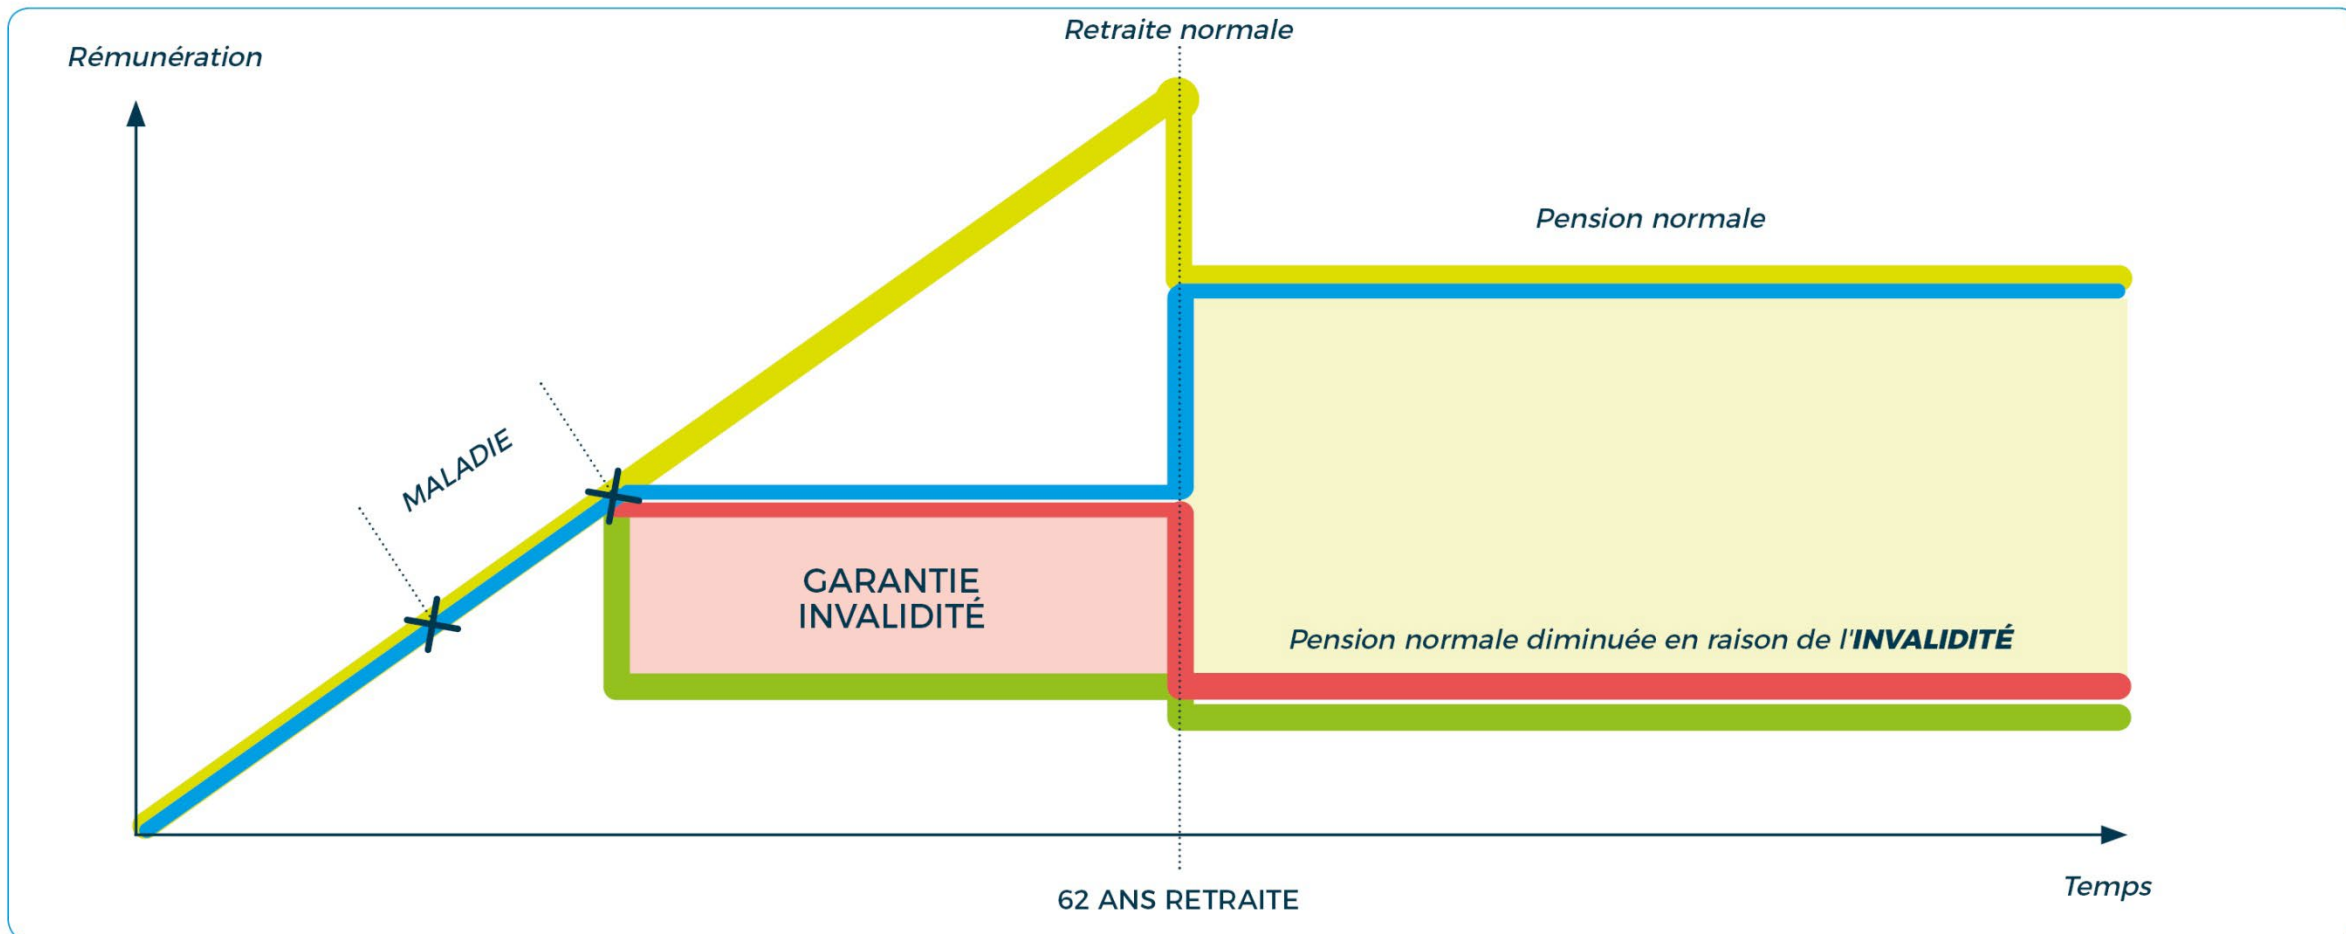 Retraite normale
Rémunération
Pension normale
MALADIE
GARANTIE
INVALIDITÉ
Pension normale diminuée en raison de l'INVALIDITÉ
Temps
62 ANS RETRAITE